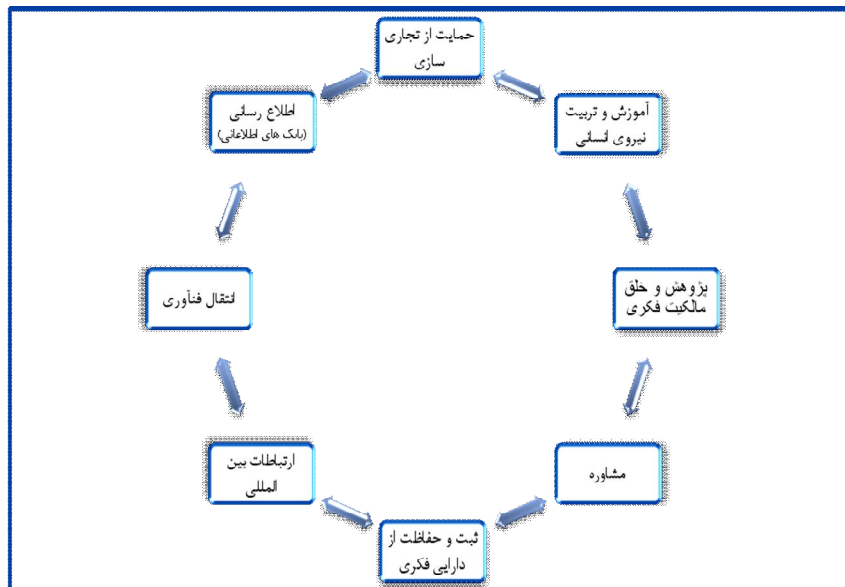 حمایت از تجاری
سازی
آموزش و تربیت
نیروی انسانی
پژوهش و خلق
مالکیت فکری
مشاوره
ثبت و حفاظت از
دارایی فکری
ارتباطات بین
المللی
انتقال فنآوری
اطلاع رسانی
(بانک های اطلاعاتی)